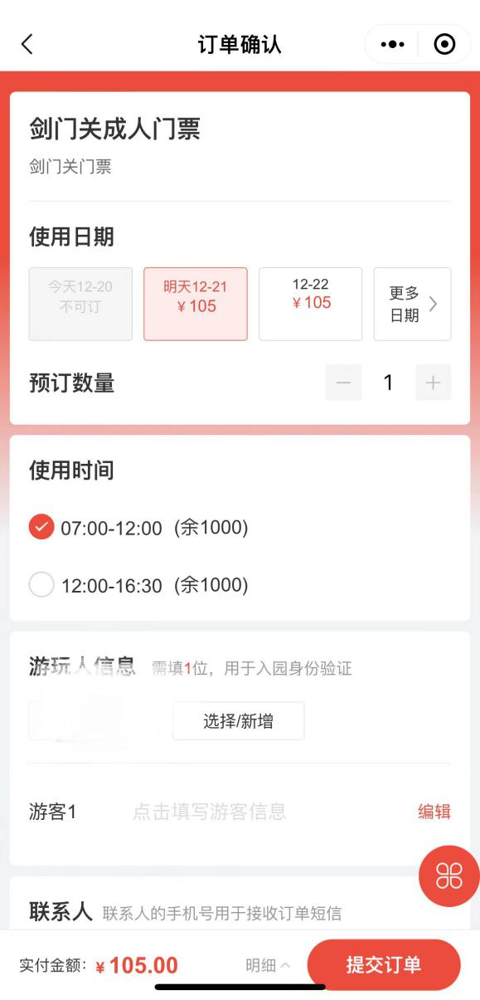 订单确认
剑门关成人门票
剑门关门票
使用日期
今天12-20
不可订
明天12-21
￥105
12-22
￥105
更多
日期
预订数量
1
使用时间
07:00-12:00 (余1000)
12:00-16:30 (余1000)
游玩人信息 需填1位，用于入园身份验证
选择/新增
游客1 点击填写游客信息 编辑
联系人 联系人的手机号用于接收订单短信
实付金额: ￥105.00 明细 提交订单